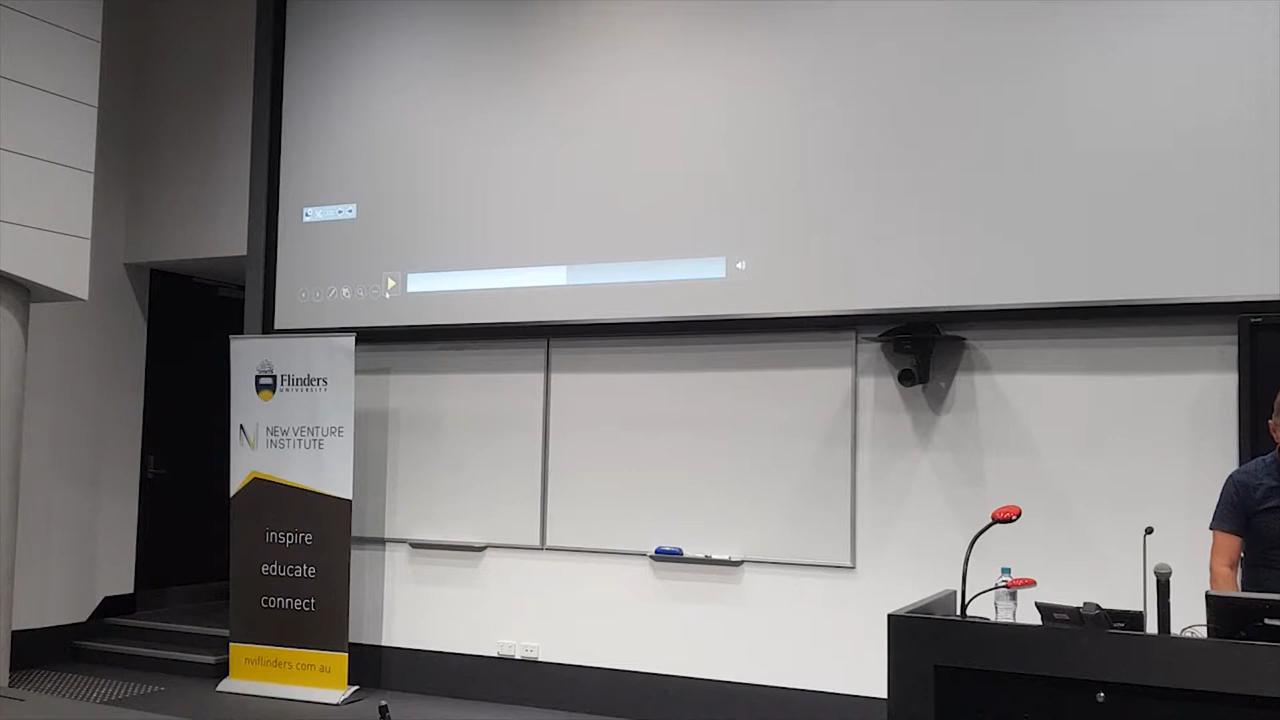 Flinders
UNIVERSITY
NEW VENTURE
INSTITUTE
inspire
educate
connect
nviflinders.com.au